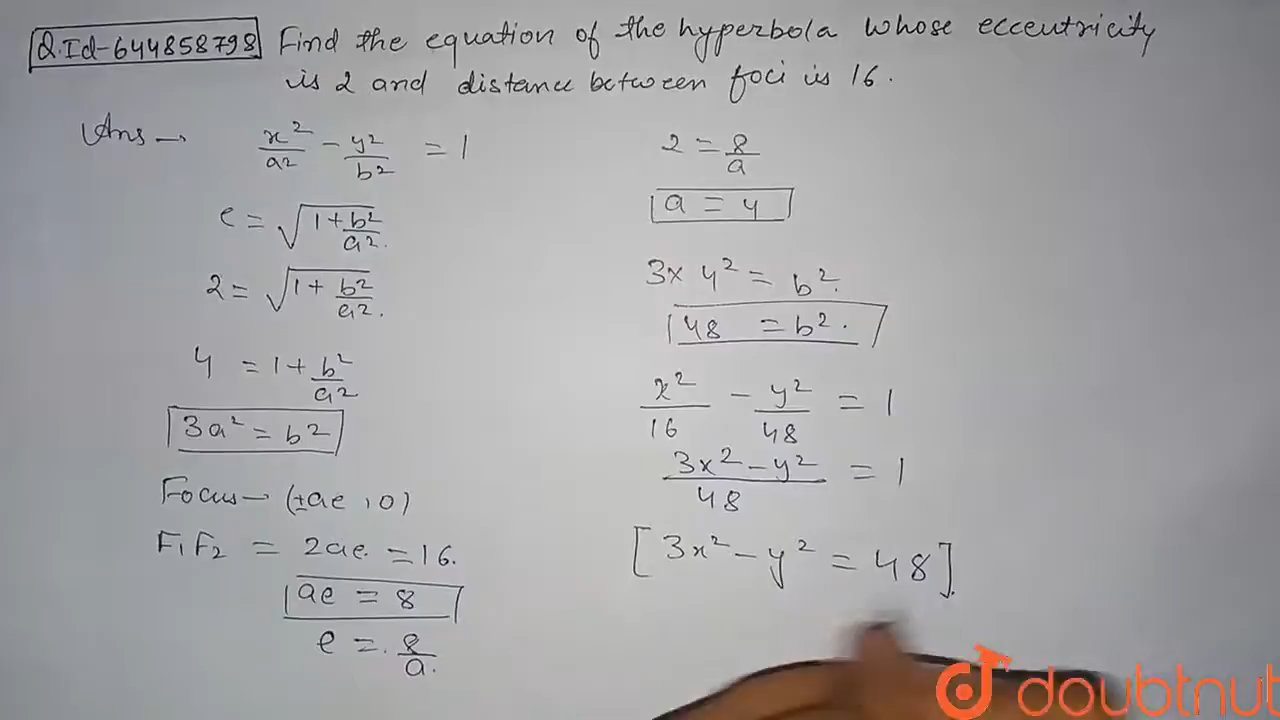 Q.Id-644858798 Find the equation of the hyperbola whose eccentricity
is 2 and distance between foci is 16.
Ans →
x²/a² - y²/b² = 1
e = √(1+b²/a²).
2 = √(1+b²/a²).
4 = 1+b²/a²
3a² = b²
Focus → (±ae, 0)
F₁F₂ = 2ae = 16.
ae = 8
e = 8/a.
2 = 8/a
a = 4
3x 4² = b².
48 = b².
x²/16 - y²/48 = 1
3x² - y²/48 = 1
[3x² - y² = 48].
doubtnut